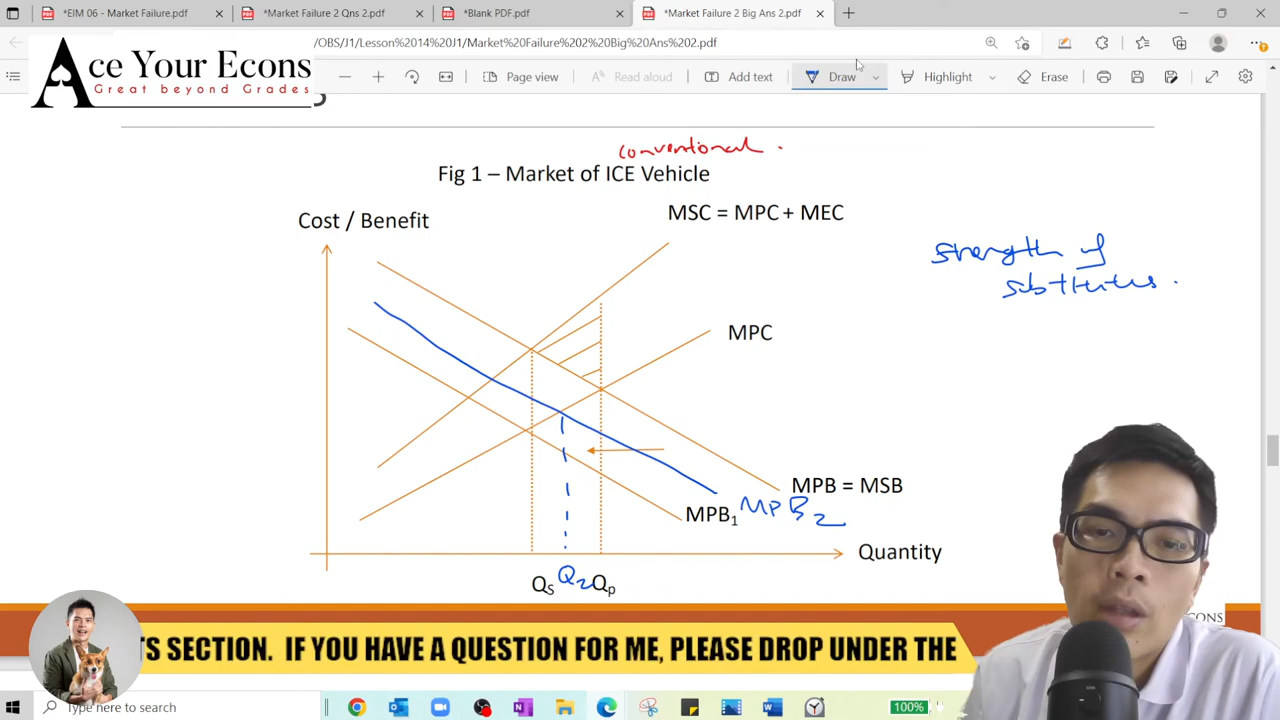 *EIM 06 - Market Failure.pdf
*Market Failure 2 Qns 2.pdf
*Blank PDF.pdf
*Market Failure 2 Big Ans 2.pdf
/OBS/J1/Lesson%2014%20J1/Market%20Failure%202%20Big%20Ans%202.pdf
Ace Your Econs
Great beyond Grades
Page view
Read aloud
Add text
Draw
Highlight
Erase
conventional.
Fig 1 – Market of ICE Vehicle
Cost / Benefit
MSC = MPC + MEC
strength of
substitutes.
MPC
MPB = MSB
MPB1 MPB2
Quantity
Qs Q2 Qp
ECONS
TS SECTION. IF YOU HAVE A QUESTION FOR ME, PLEASE DROP UNDER THE
Type here to search
100%